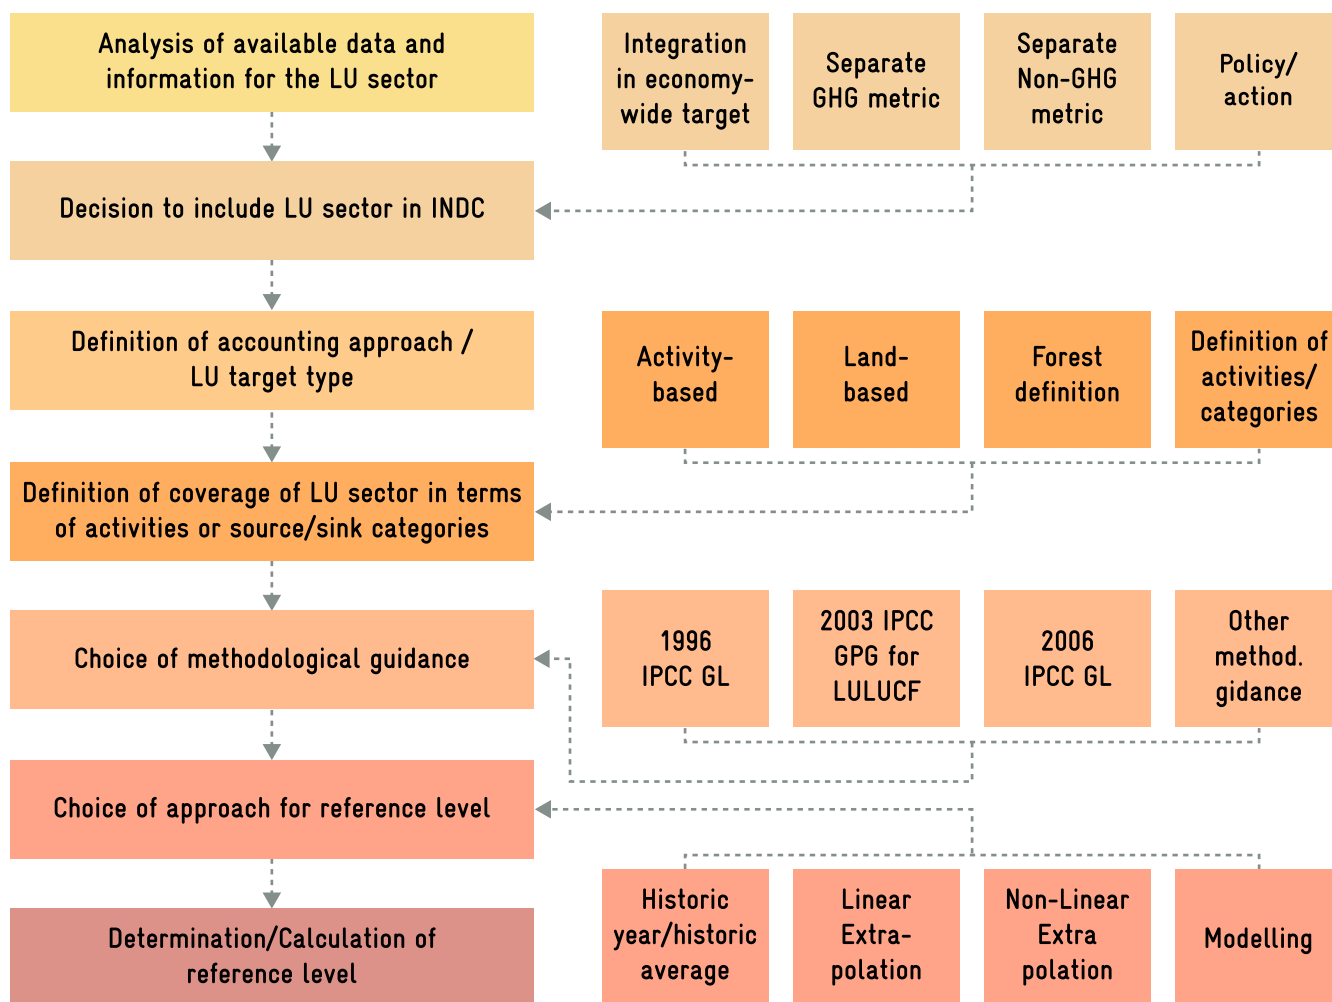 Analysis of available data and
information for the LU sector
Integration
in economy-
wide target
Separate
GHG metric
Separate
Non-GHG
metric
Policy/
action
Decision to include LU sector in INDC
Definition of accounting approach /
LU target type
Activity-
based
Land-
based
Forest
definition
Definition of
activities/
categories
Definition of coverage of LU sector in terms
of activities or source/sink categories
Choice of methodological guidance
1996
IPCC GL
2003 IPCC
GPG for
LULUCF
2006
IPCC GL
Other
method.
gidance
Choice of approach for reference level
Historic
year/historic
average
Linear
Extra-
polation
Non-Linear
Extra
polation
Modelling
Determination/Calculation of
reference level